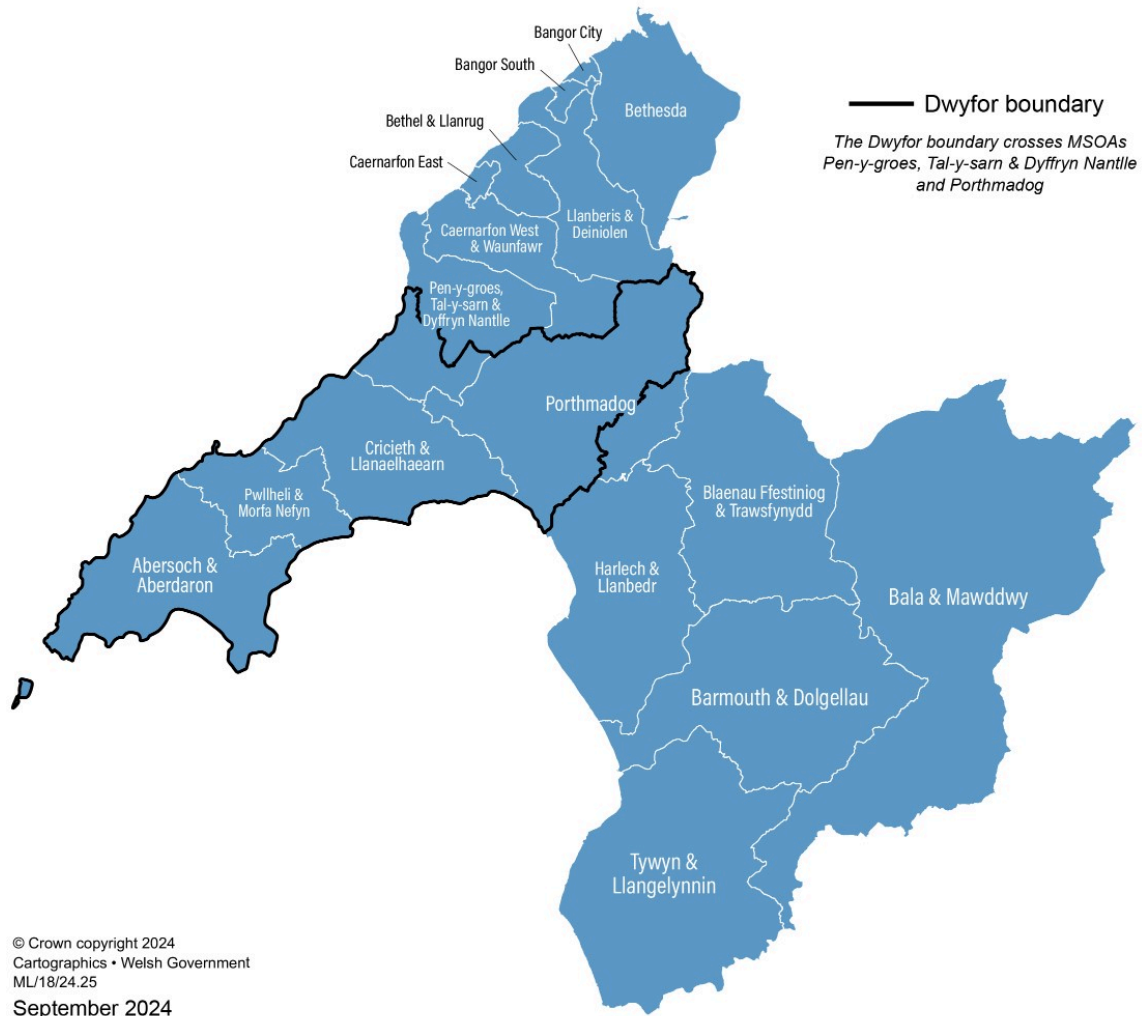 Bangor City
Bangor South
Bethesda
Bethel & Llanrug
Caernarfon East
Dwyfor boundary
The Dwyfor boundary crosses MSOAs
Pen-y-groes, Tal-y-sarn & Dyffryn Nantlle
and Porthmadog
Llanberis &
Deiniolen
Caernarfon West
& Waunfawr
Pen-y-groes,
Tal-y-sarn &
Dyffryn Nantlle
Porthmadog
Cricieth &
Llanaelhaearn
Pwllheli &
Morfa Nefyn
Abersoch &
Aberdaron
Blaenau Ffestiniog
& Trawsfynydd
Harlech &
Llanbedr
Bala & Mawddwy
Barmouth & Dolgellau
Tywyn &
Llangelynnin
© Crown copyright 2024
Cartographics • Welsh Government
ML/18/24.25
September 2024